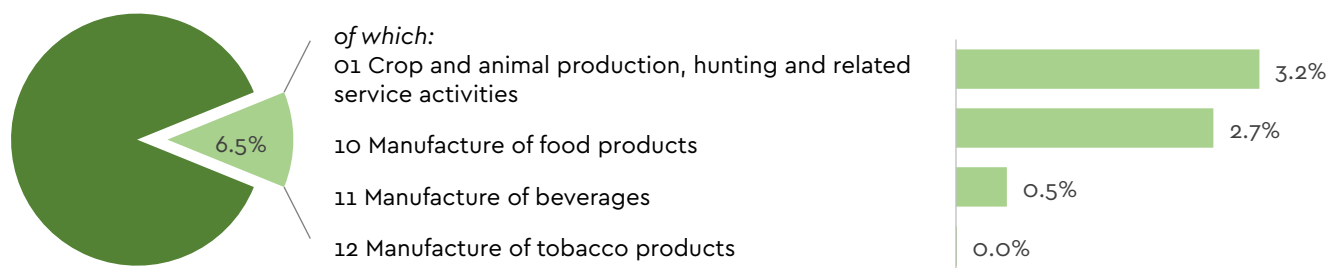 of which:
01 Crop and animal production, hunting and related
service activities
3.2%
6.5%
10 Manufacture of food products
2.7%
11 Manufacture of beverages
0.5%
12 Manufacture of tobacco products
0.0%